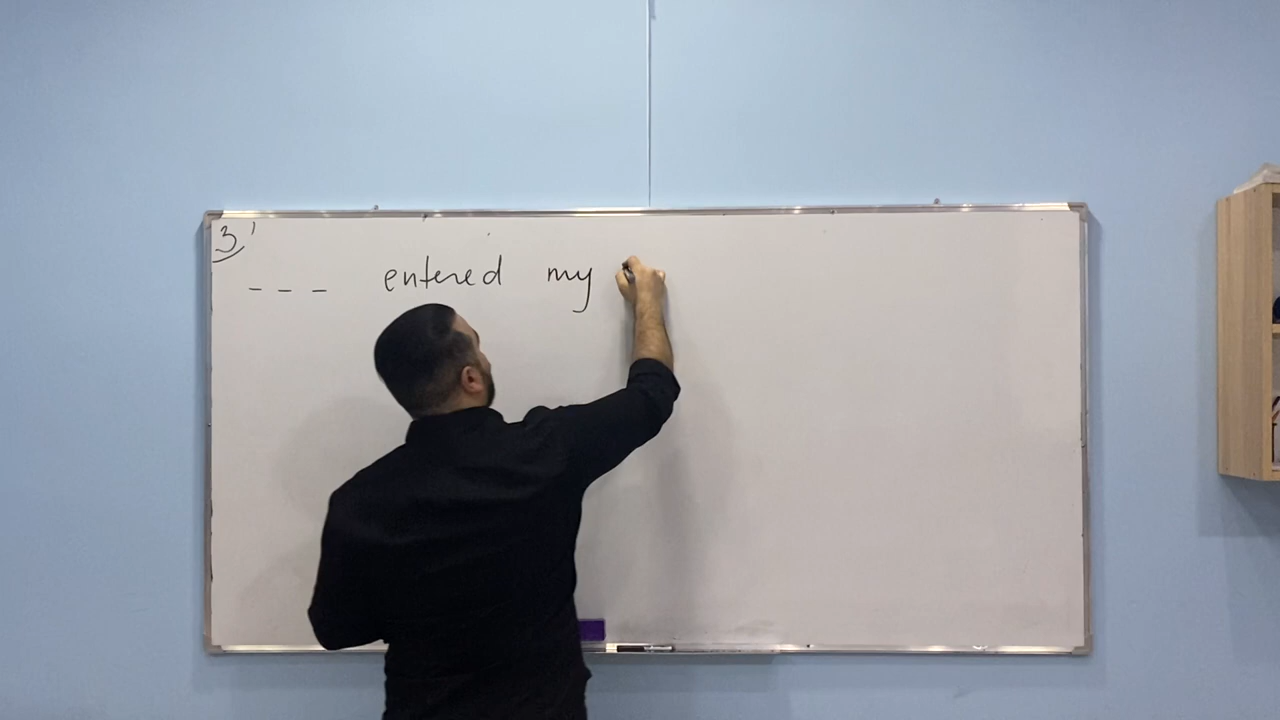 3'
_ _ _ entered my